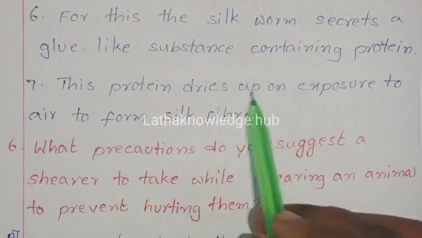 6. For this the silk worm secrets a
glue like substance containing protein.
7. This protein dries up on exposure to
air to form silk
Lathaknowledge hub
6. What precautions do suggest a
shearer to take while an animal
to prevent hurting them